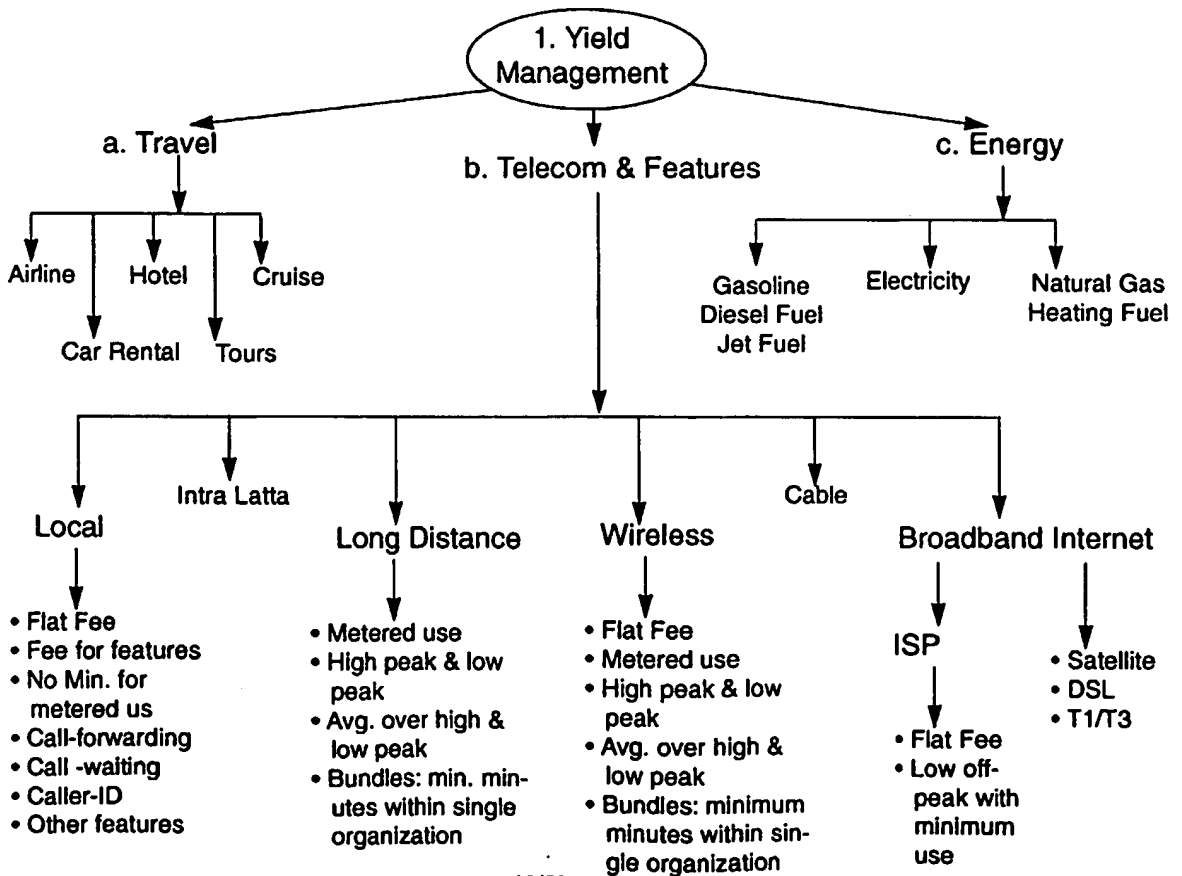 1. Yield
Management
a. Travel
b. Telecom & Features
c. Energy
Airline
Hotel
Cruise
Car Rental
Tours
Gasoline
Diesel Fuel
Jet Fuel
Electricity
Natural Gas
Heating Fuel
Local
Intra Latta
Long Distance
Wireless
Cable
Broadband Internet
• Flat Fee
• Fee for features
• No Min. for
metered us
• Call-forwarding
• Call -waiting
• Caller-ID
• Other features
• Metered use
• High peak & low
peak
• Avg. over high &
low peak
• Bundles: min. min-
utes within single
organization
• Flat Fee
• Metered use
• High peak & low
peak
• Avg. over high &
low peak
• Bundles: minimum
minutes within sin-
gle organization
ISP
• Flat Fee
• Low off-
peak with
minimum
use
• Satellite
• DSL
• T1/T3